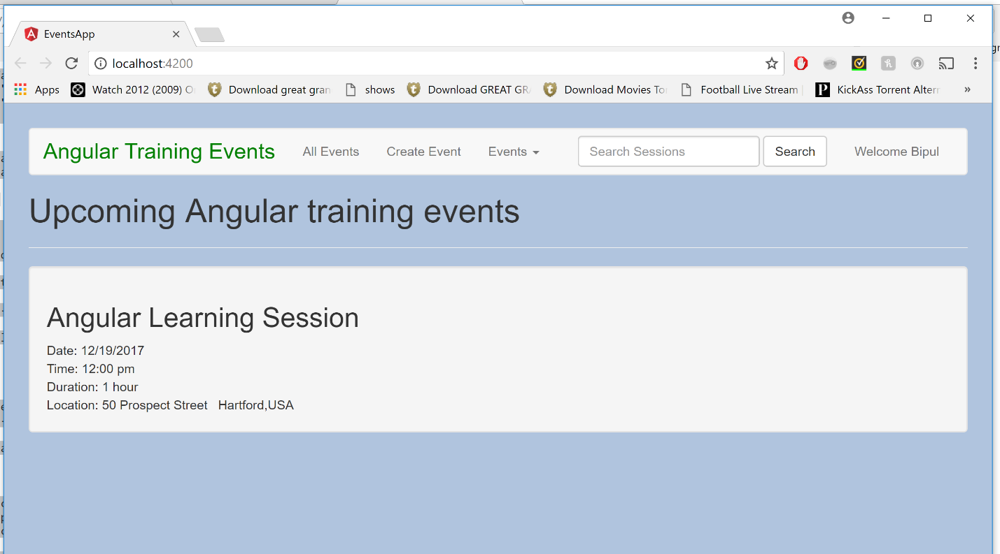 EventsApp
localhost:4200
Apps Watch 2012 (2009) Download great gran shows Download GREAT Download Movies Football Live Stream KickAss Torrent
Angular Training Events All Events Create Event Events Search Sessions Search Welcome Bipul
Upcoming Angular training events
Angular Learning Session
Date: 12/19/2017
Time: 12:00 pm
Duration: 1 hour
Location: 50 Prospect Street Hartford,USA